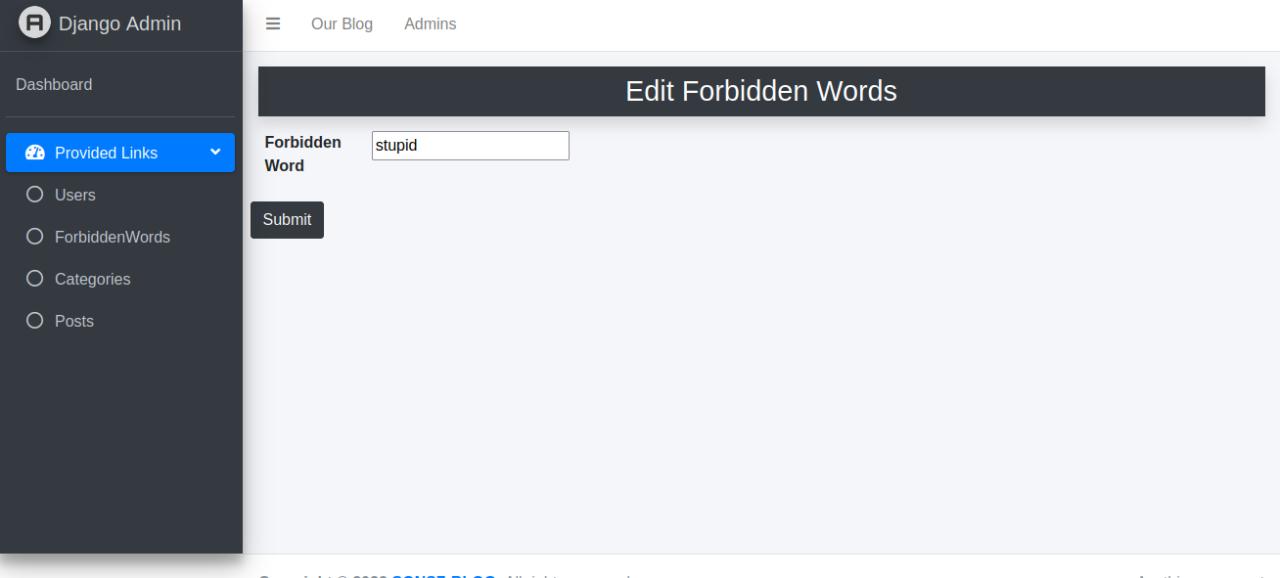 Django Admin
Our Blog
Admins
Dashboard
Provided Links
Users
ForbiddenWords
Categories
Posts
Edit Forbidden Words
Forbidden
Word
stupid
Submit